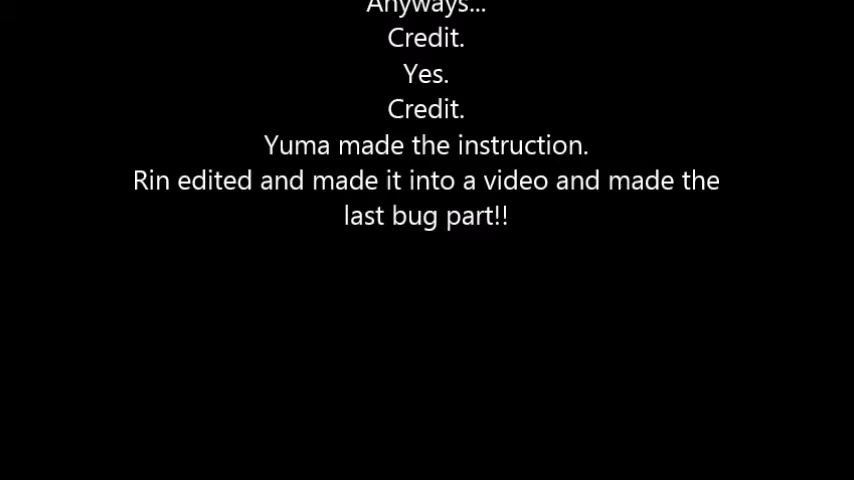 Anyways...
Credit.
Yes.
Credit.
Yuma made the instruction.
Rin edited and made it into a video and made the
last bug part!!